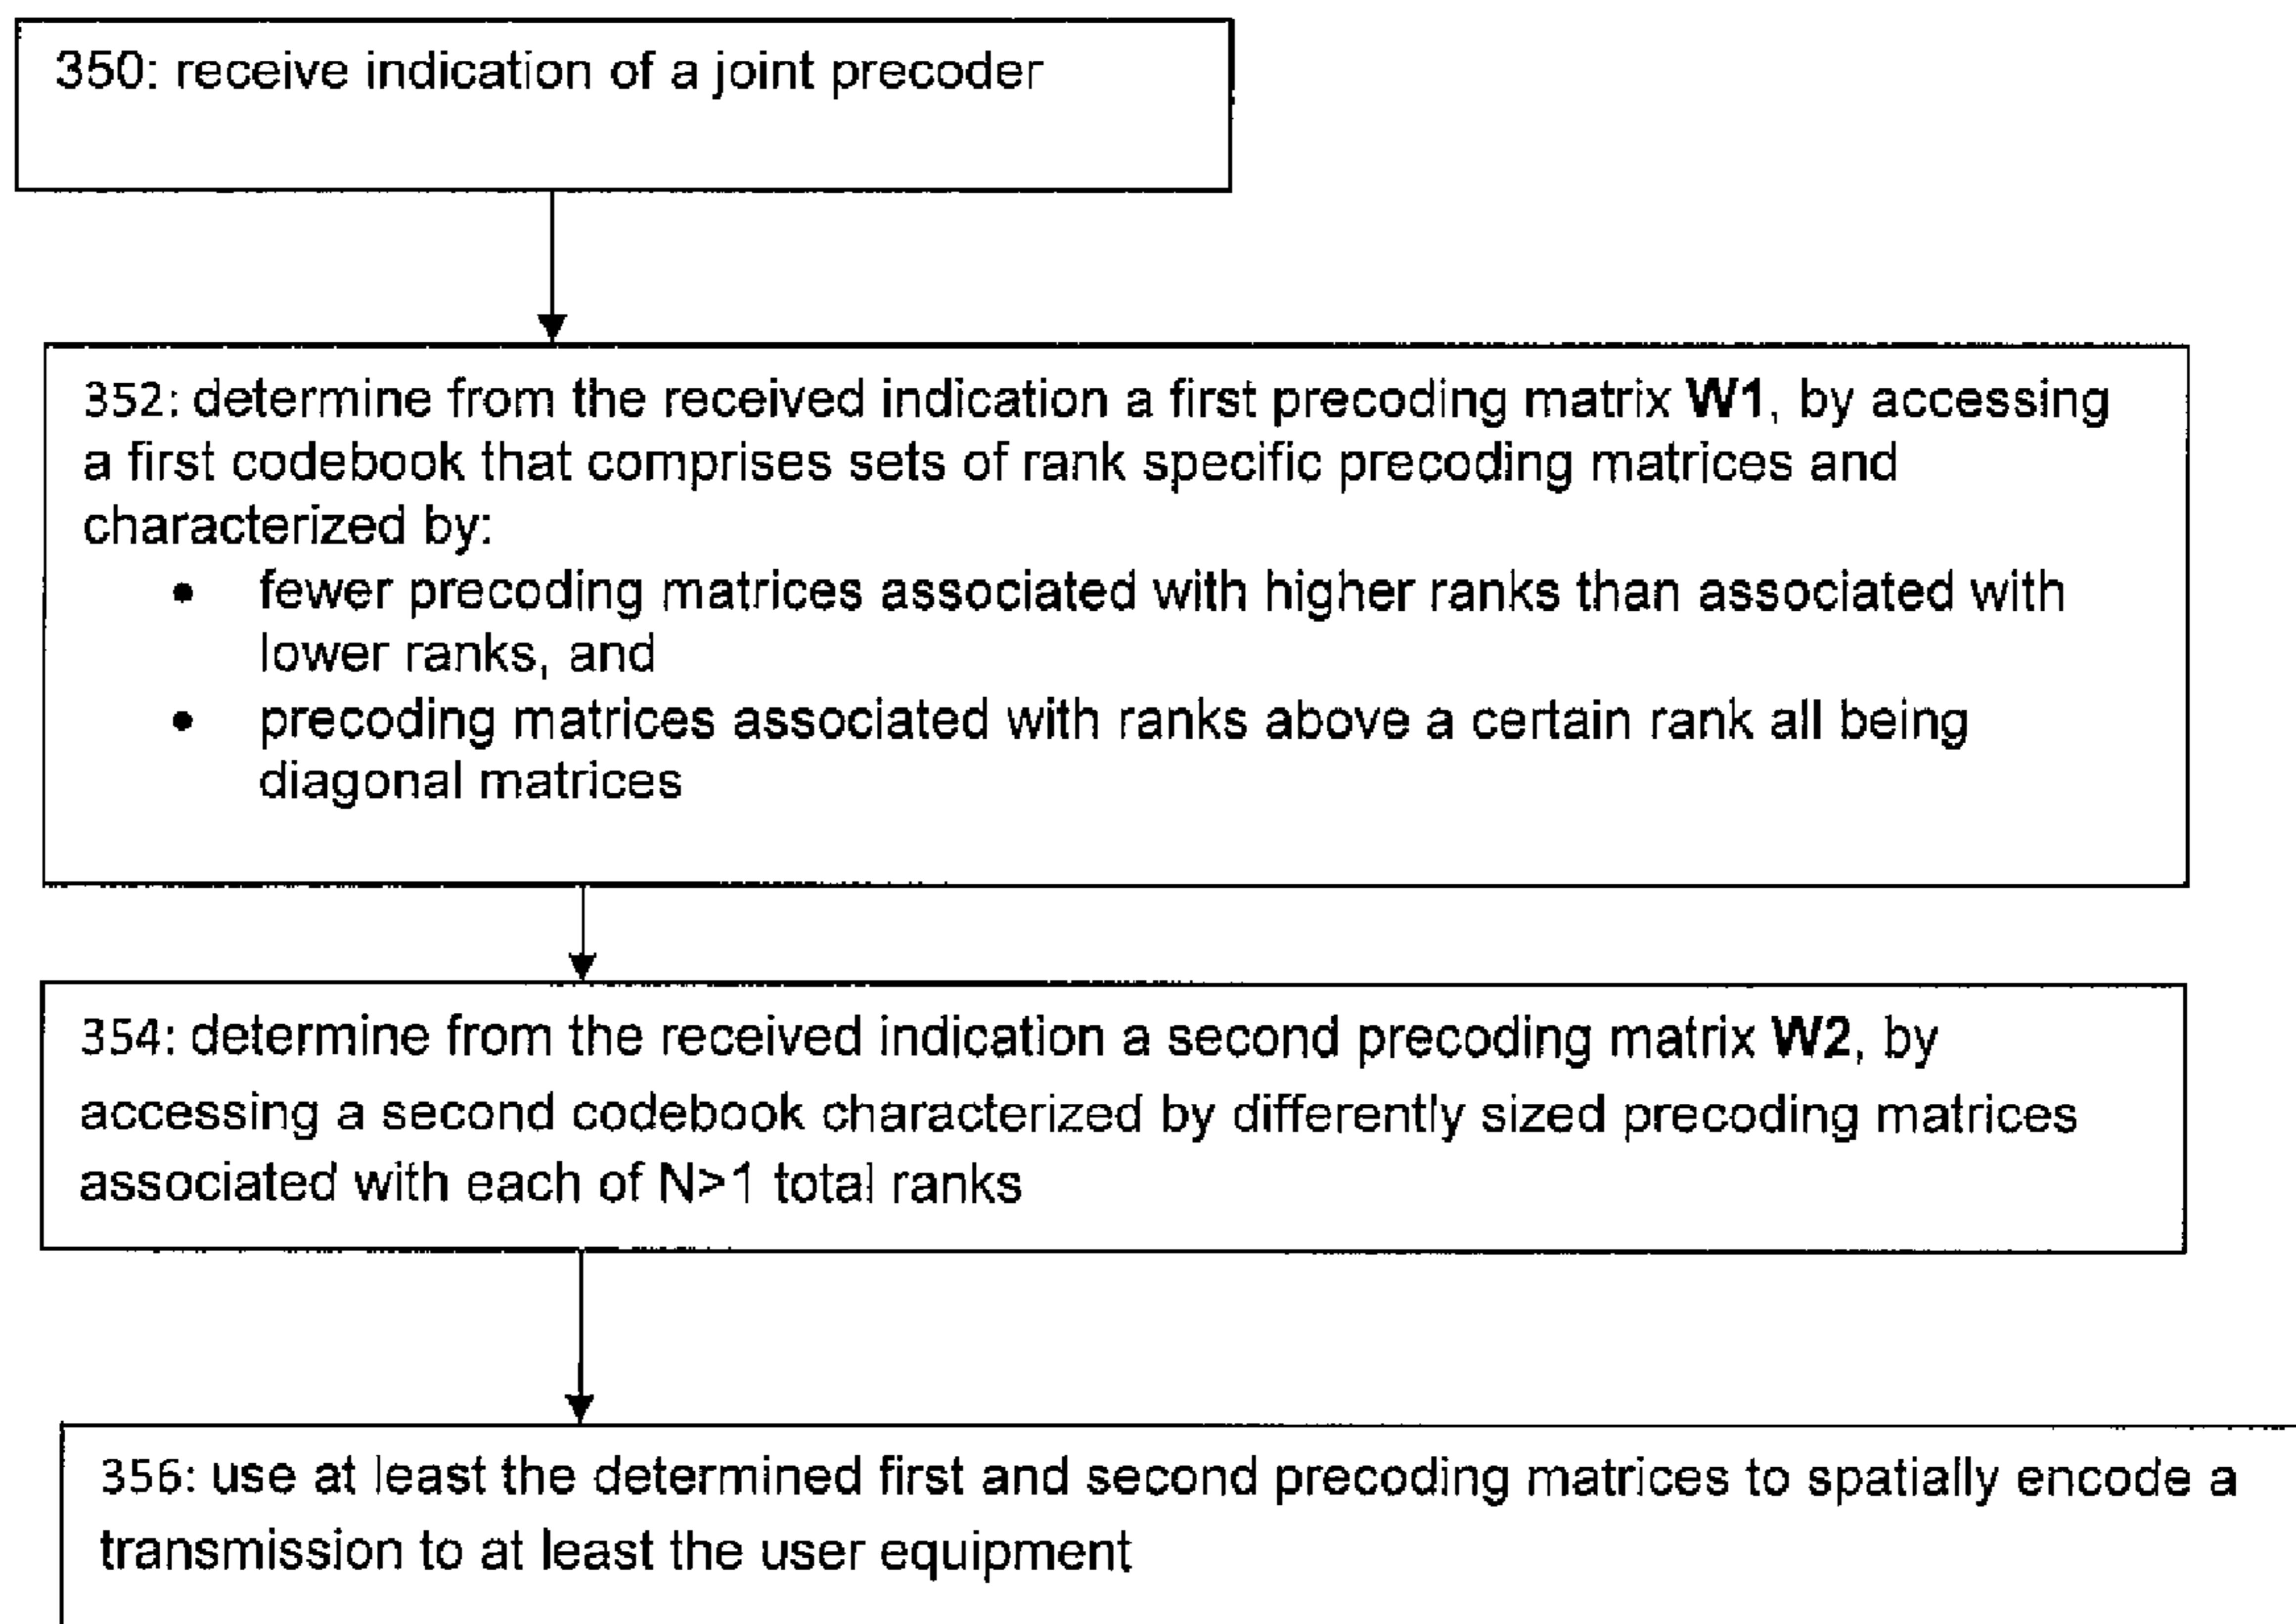 350: receive indication of a joint precoder
352: determine from the received indication a first precoding matrix W1, by accessing
a first codebook that comprises sets of rank specific precoding matrices and
characterized by:
• fewer precoding matrices associated with higher ranks than associated with
lower ranks, and
• precoding matrices associated with ranks above a certain rank all being
diagonal matrices
354: determine from the received indication a second precoding matrix W2, by
accessing a second codebook characterized by differently sized precoding matrices
associated with each of N>1 total ranks
356: use at least the determined first and second precoding matrices to spatially encode a
transmission to at least the user equipment